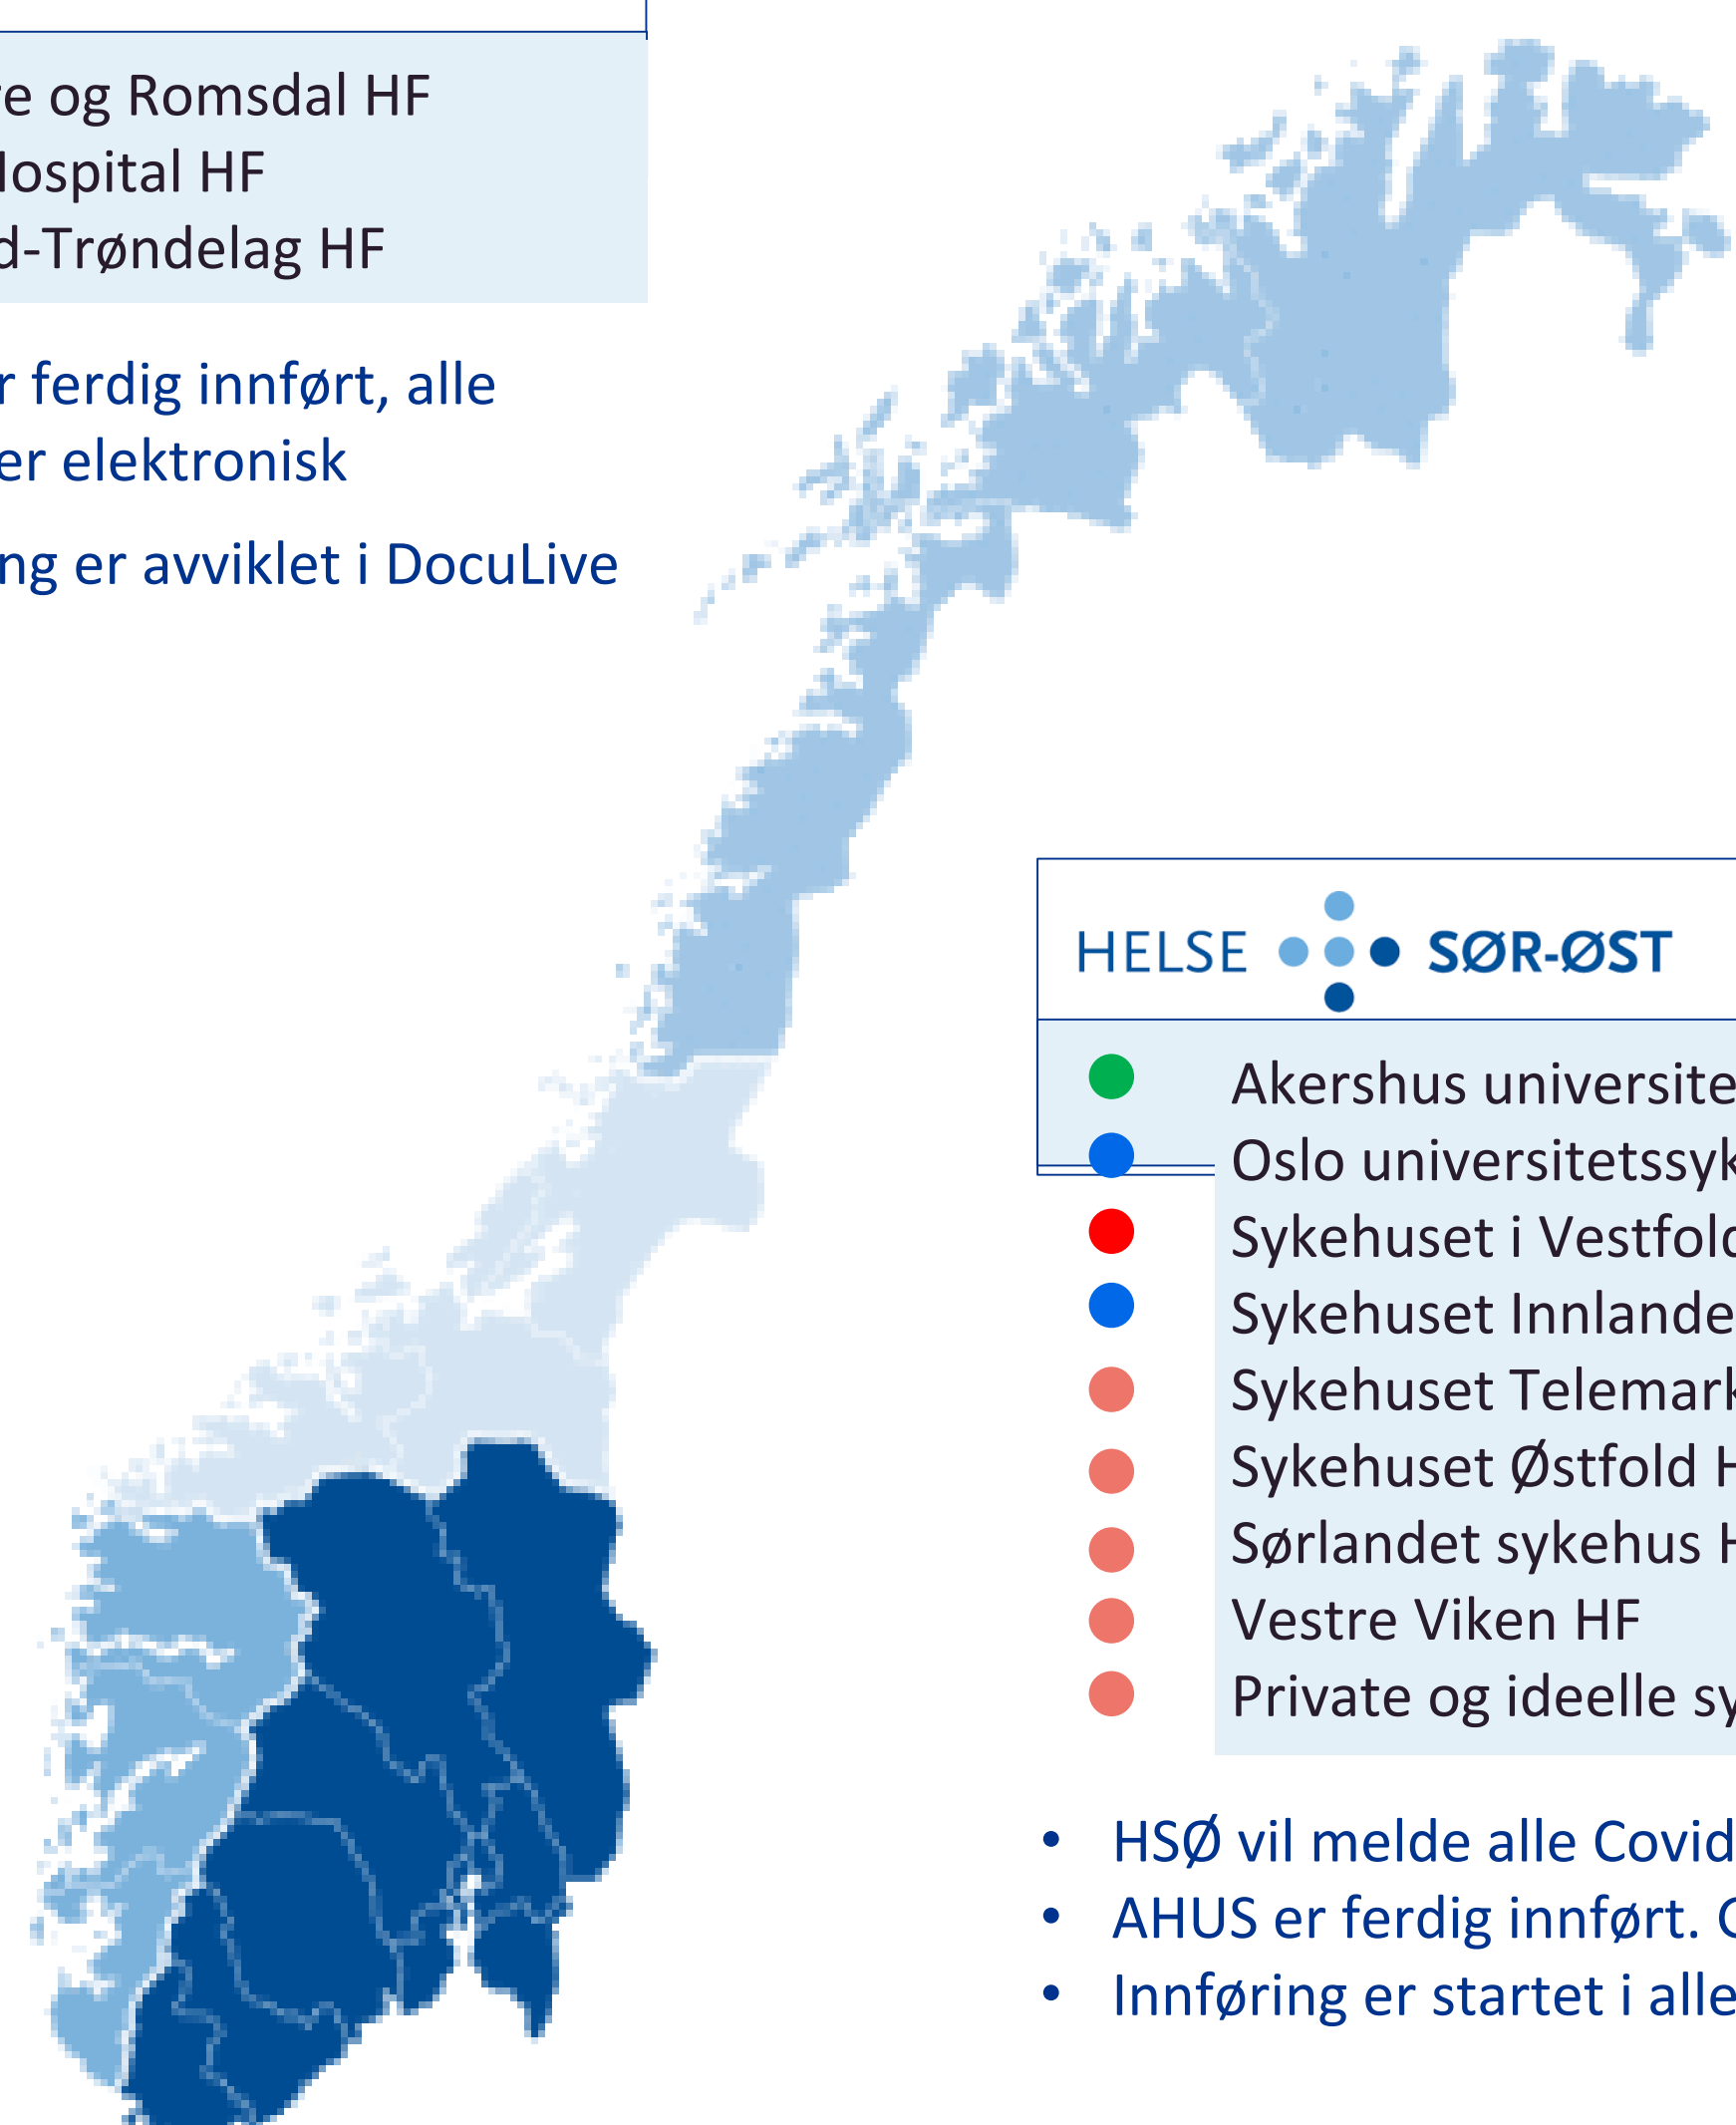 og Romsdal HF
Hospital HF
d-Trøndelag HF
ferdig innført, alle
er elektronisk
ng er avviklet i DocuLive
HELSE SØR-ØST
Akershus universite
Oslo universitetssyk
Sykehuset i Vestfold
Sykehuset Innlande
Sykehuset Telemark
Sykehuset Østfold H
Sørlandet sykehus H
Vestre Viken HF
Private og ideelle sy
• HSØ vil melde alle Covid
• AHUS er ferdig innført.
• Innføring er startet i alle